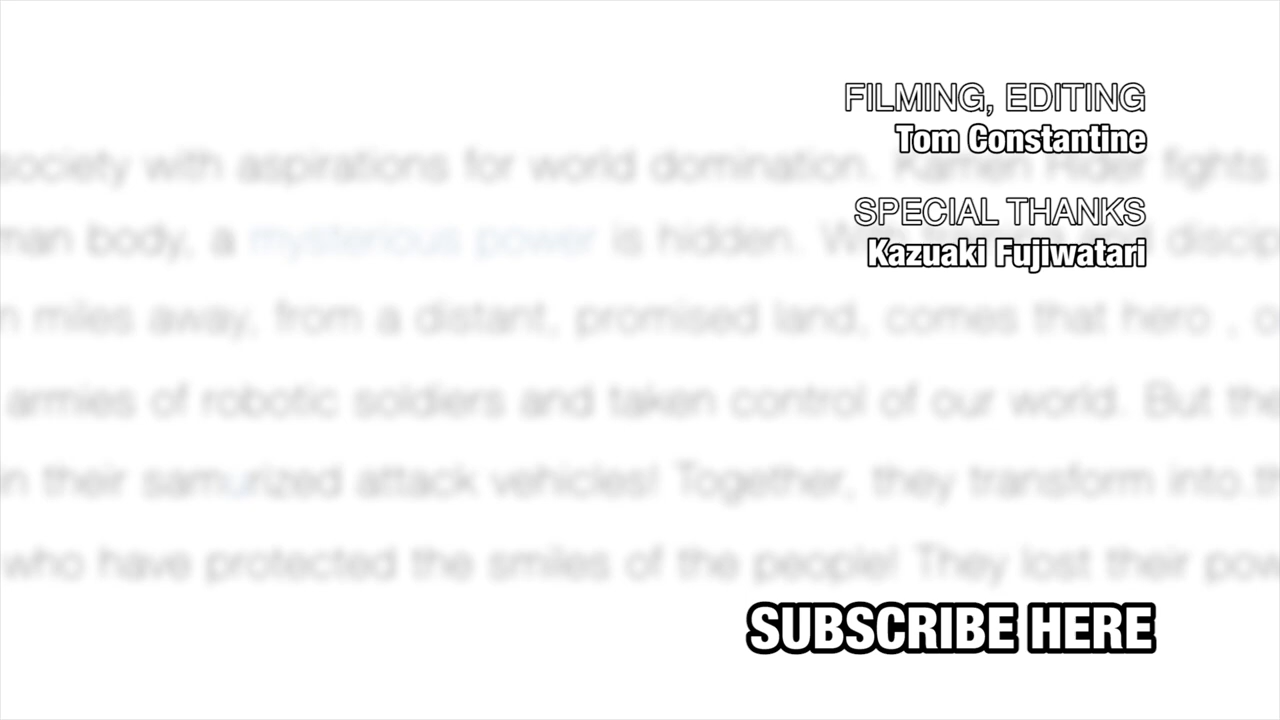 FILMING, EDITING
Tom Constantine
society with aspirations for world domination. Kamen Rider fights
SPECIAL THANKS
Kazuaki Fujiwatari
body, a mysterious power is hidden.
miles away, from a distant, promised land, comes that hero ,
armies of robotic soldiers and taken control of our world. But
in their samurized attack vehicles! Together, they transform into
who have protected the smiles of the people! They lost their
SUBSCRIBE HERE